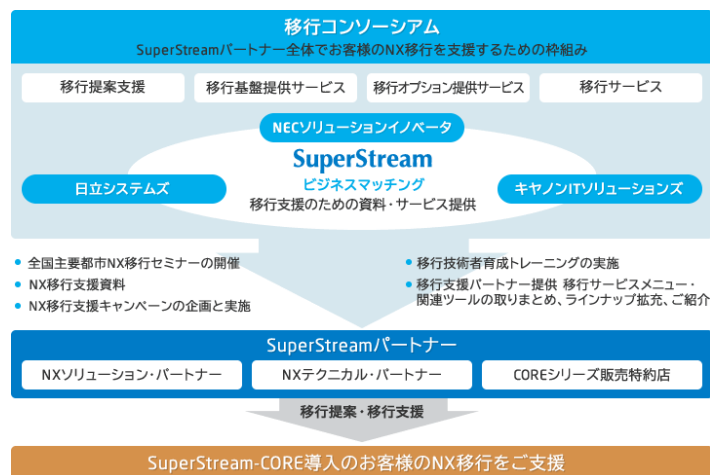 移行コンソーシアム
SuperStreamパートナー全体でお客様のNX移行を支援するための枠組み
移行提案支援
移行基盤提供サービス
移行オプション提供サービス
移行サービス
NECソリューションイノベータ
SuperStream
ビジネスマッチング
移行支援のための資料・サービス提供
日立システムズ
キヤノンITソリューションズ
● 全国主要都市NX移行セミナーの開催
● NX移行支援資料
● NX移行支援キャンペーンの企画と実施
● 移行技術者育成トレーニングの実施
● 移行支援パートナー提供 移行サービスメニュー・
関連ツールの取りまとめ、ラインナップ拡充、ご紹介
SuperStreamパートナー
NXソリューション・パートナー
NXテクニカル・パートナー
COREシリーズ販売特約店
移行提案・移行支援
SuperStream-CORE導入のお客様のNX移行をご支援